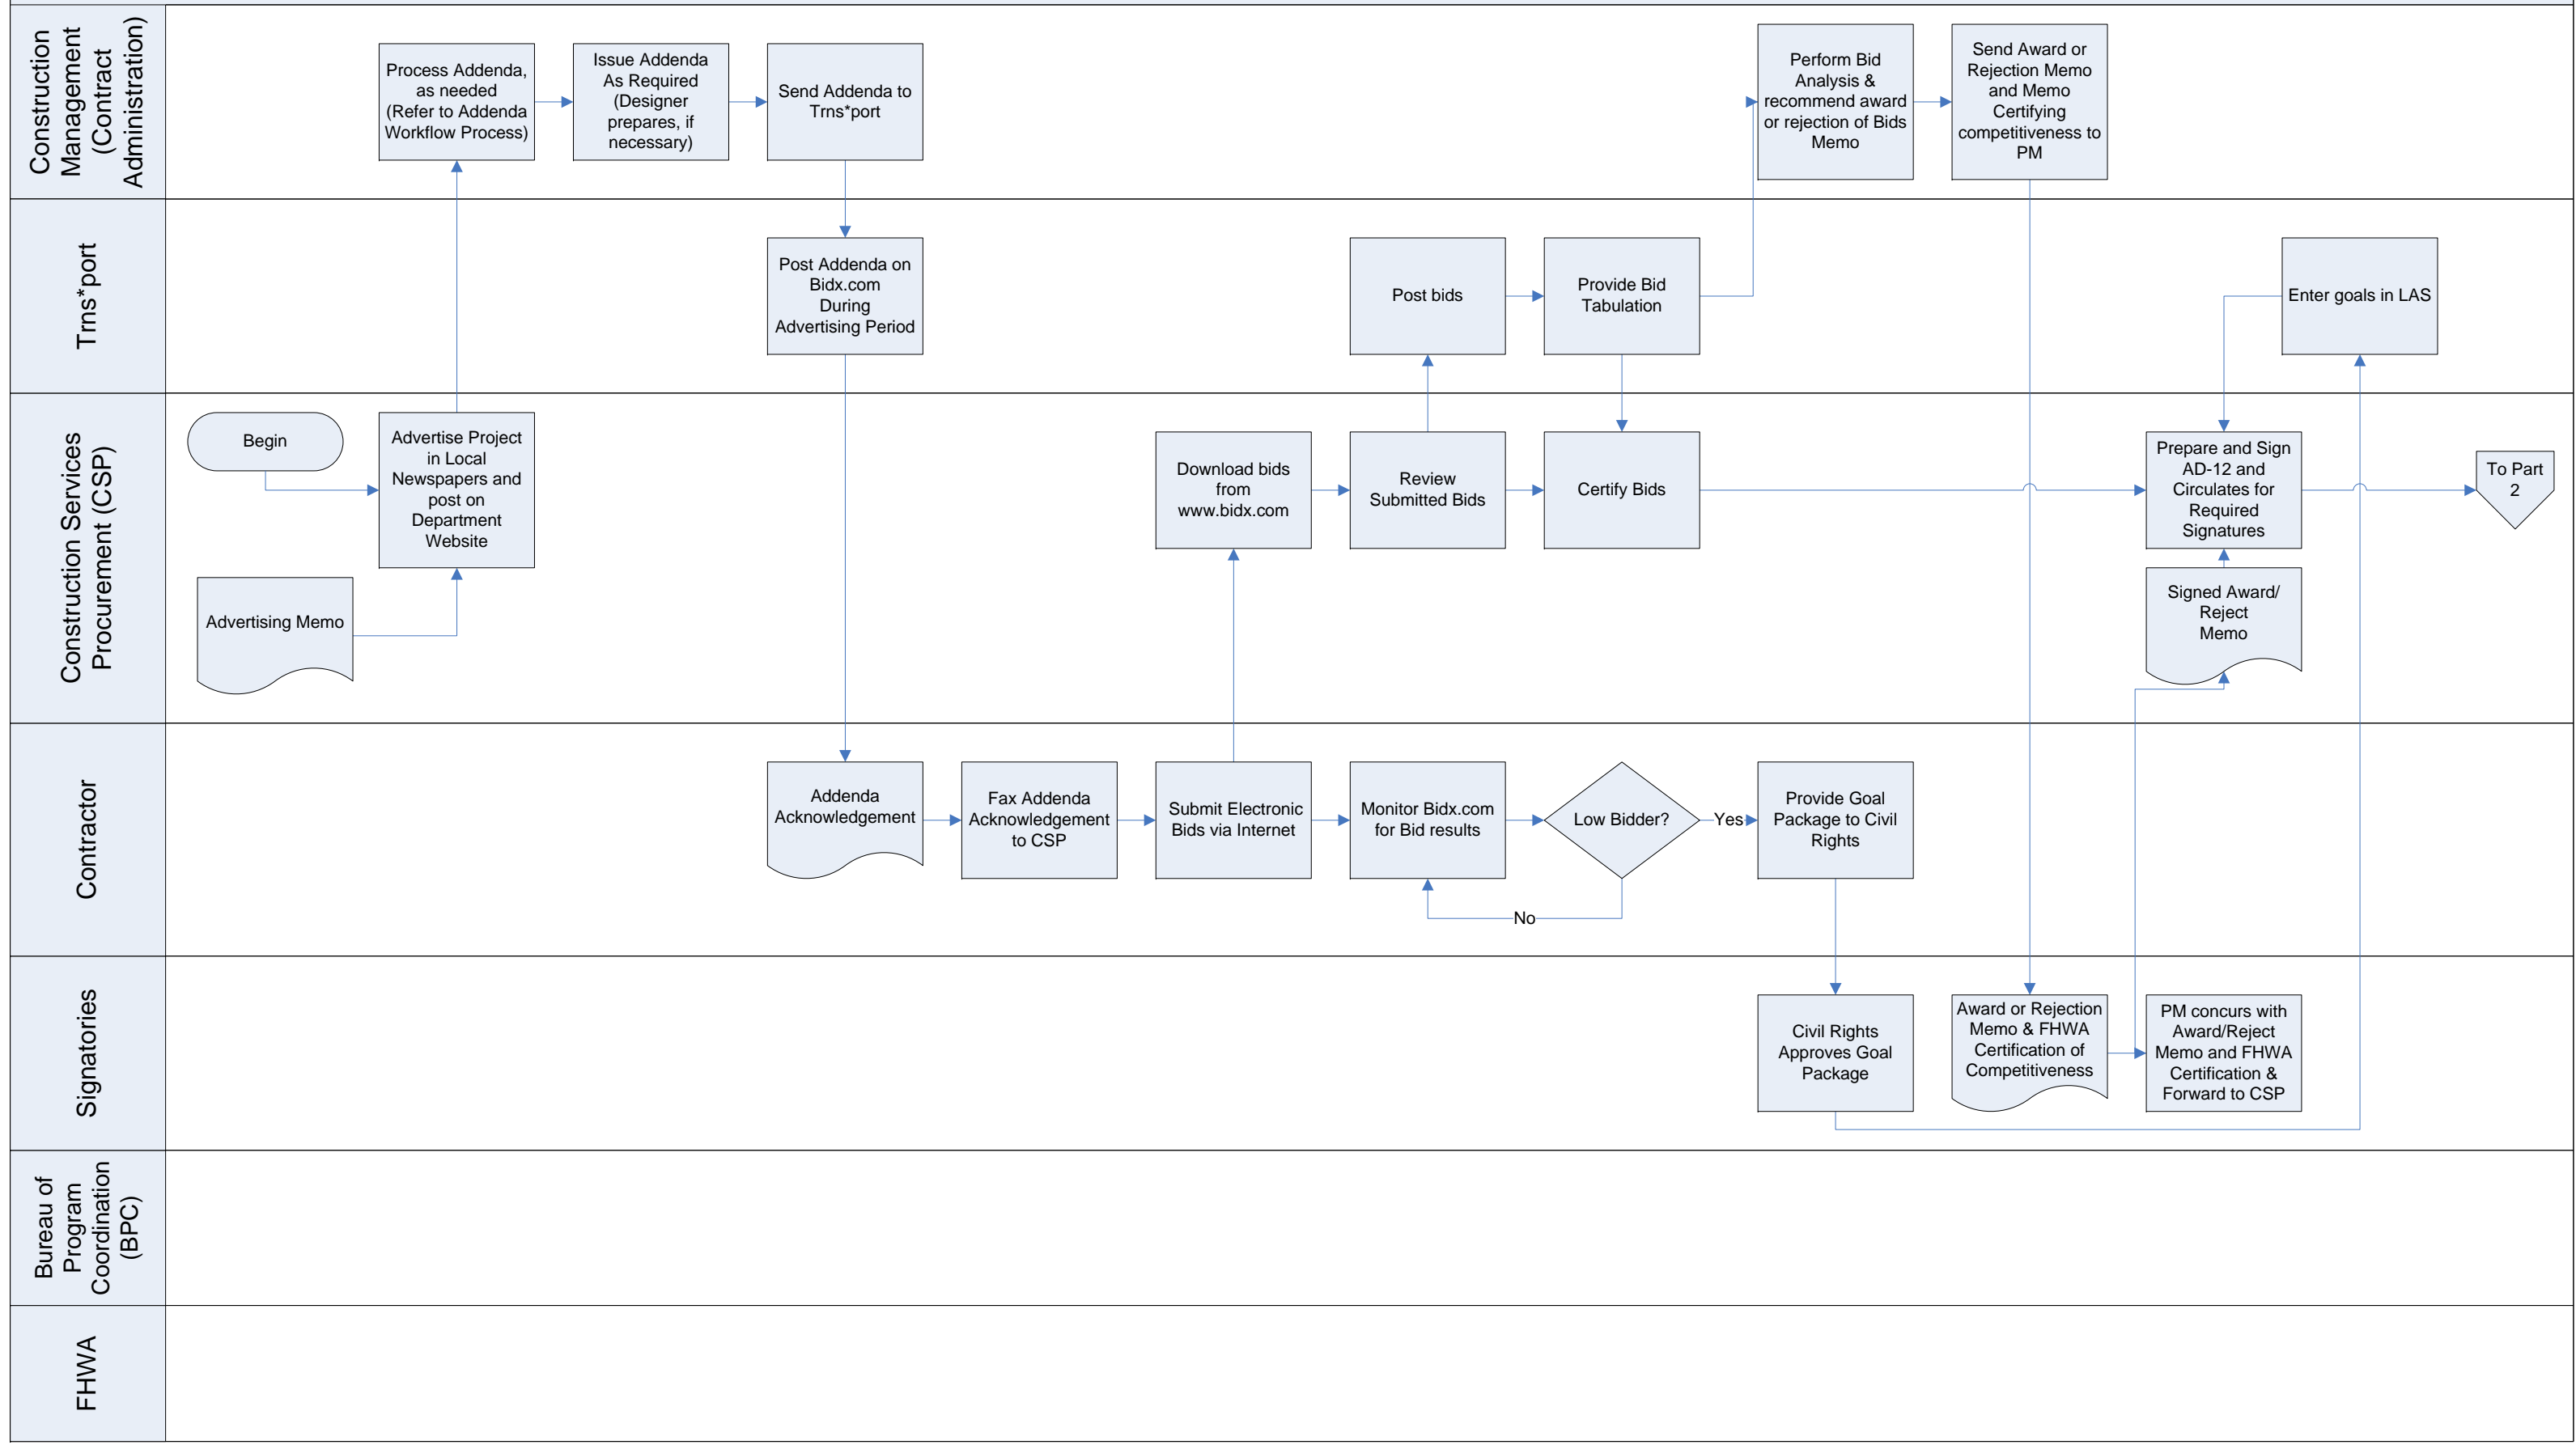 Construction
Management
(Contract
Administration)
Process Addenda,
as needed
(Refer to Addenda
Workflow Process)
Issue Addenda
As Required
(Designer
prepares, if
necessary)
Send Addenda to
Trns*port
Perform Bid
Analysis &
recommend award
or rejection of Bids
Memo
Send Award or
Rejection Memo
and Memo
Certifying
competitiveness to
PM
Trns*port
Post Addenda on
Bidx.com
During
Advertising Period
Post bids
Provide Bid
Tabulation
Enter goals in LAS
Construction Services
Procurement (CSP)
Begin
Advertise Project
in Local
Newspapers and
post on
Department
Website
Advertising Memo
Download bids
from
www.bidx.com
Review
Submitted Bids
Certify Bids
Prepare and Sign
AD-12 and
Circulates for
Required
Signatures
Signed Award/
Reject
Memo
To Part
2
Contractor
Addenda
Acknowledgement
Fax Addenda
Acknowledgement
to CSP
Submit Electronic
Bids via Internet
Monitor Bidx.com
for Bid results
Low Bidder?
Yes
No
Provide Goal
Package to Civil
Rights
Signatories
Civil Rights
Approves Goal
Package
Award or Rejection
Memo & FHWA
Certification of
Competitiveness
PM concurs with
Award/Reject
Memo and FHWA
Certification &
Forward to CSP
Bureau of
Program
Coordination
(BPC)
FHWA